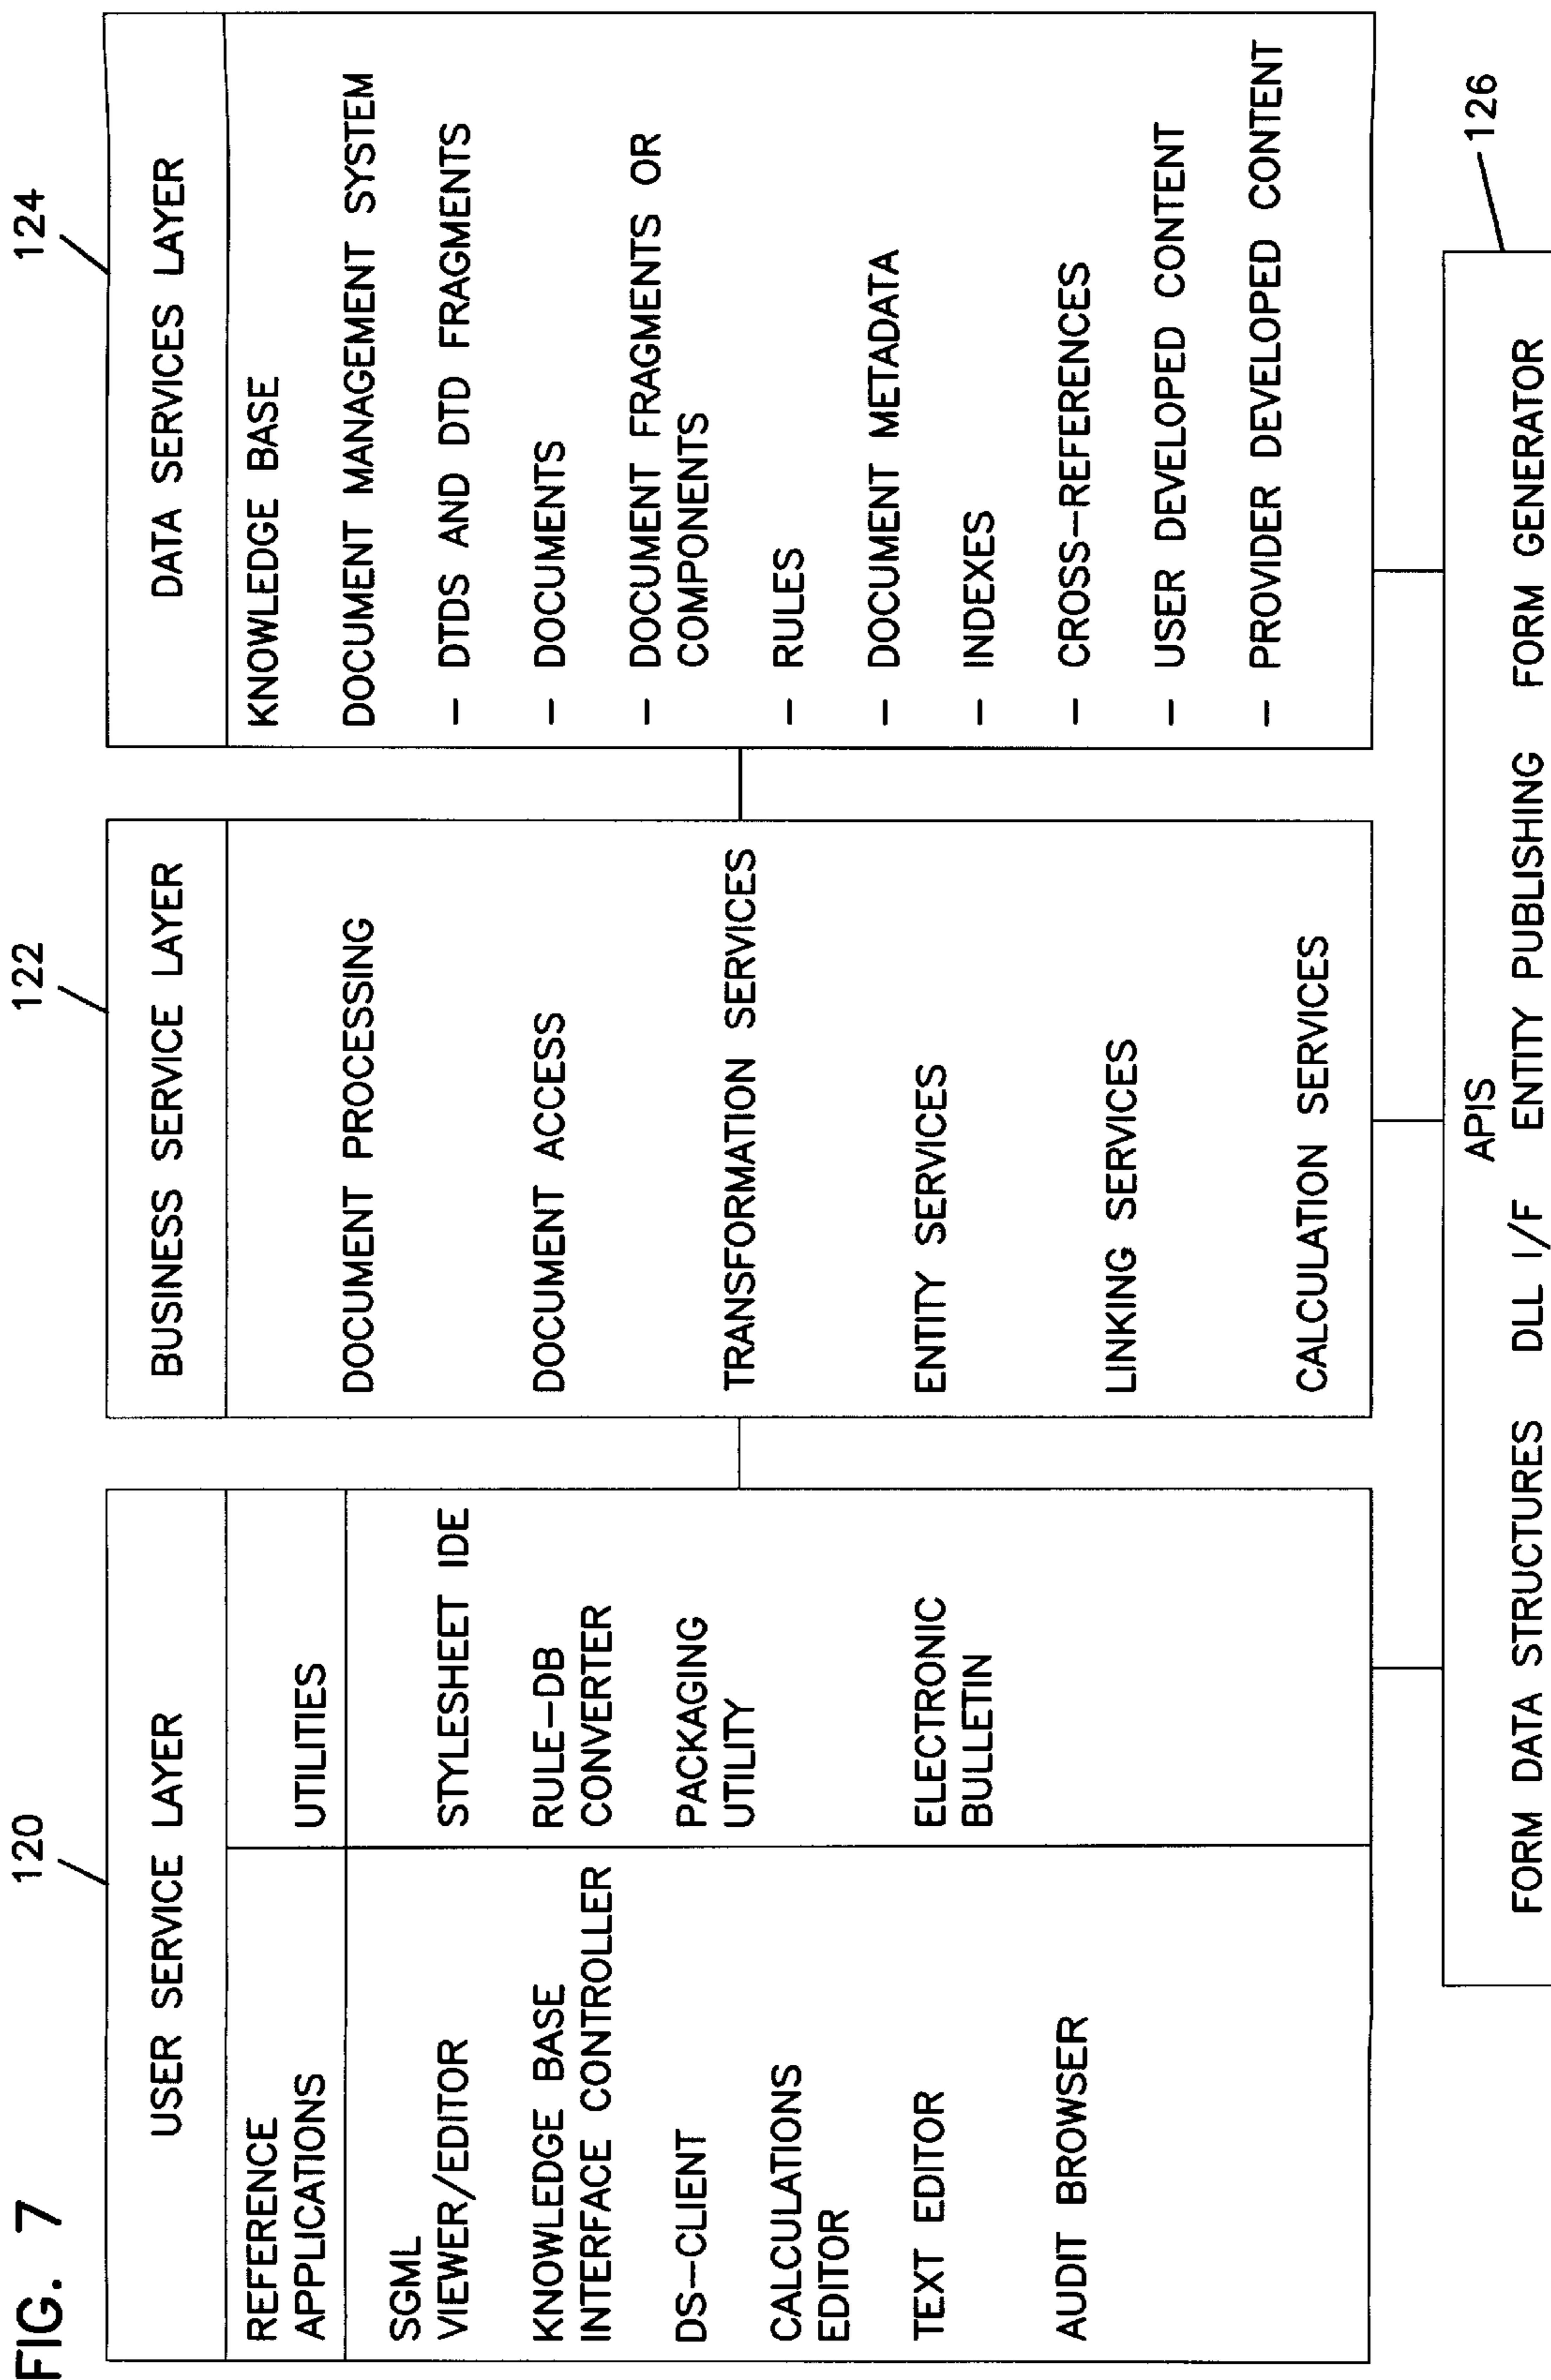 FIG. 7
120
USER SERVICE LAYER
REFERENCE
APPLICATIONS
UTILITIES
SGML
VIEWER/EDITOR
KNOWLEDGE BASE
INTERFACE CONTROLLER
DS-CLIENT
CALCULATIONS
EDITOR
TEXT EDITOR
AUDIT BROWSER
STYLESHEET IDE
RULE-DB
CONVERTER
PACKAGING
UTILITY
ELECTRONIC
BULLETIN
122
BUSINESS SERVICE LAYER
DOCUMENT PROCESSING
DOCUMENT ACCESS
TRANSFORMATION SERVICES
ENTITY SERVICES
LINKING SERVICES
CALCULATION SERVICES
124
DATA SERVICES LAYER
KNOWLEDGE BASE
DOCUMENT MANAGEMENT SYSTEM
- DTDS AND DTD FRAGMENTS
- DOCUMENTS
- DOCUMENT FRAGMENTS OR
COMPONENTS
- RULES
- DOCUMENT METADATA
- INDEXES
- CROSS-REFERENCES
- USER DEVELOPED CONTENT
- PROVIDER DEVELOPED CONTENT
126
APIS
FORM DATA STRUCTURES DLL I/F ENTITY PUBLISHING FORM GENERATOR